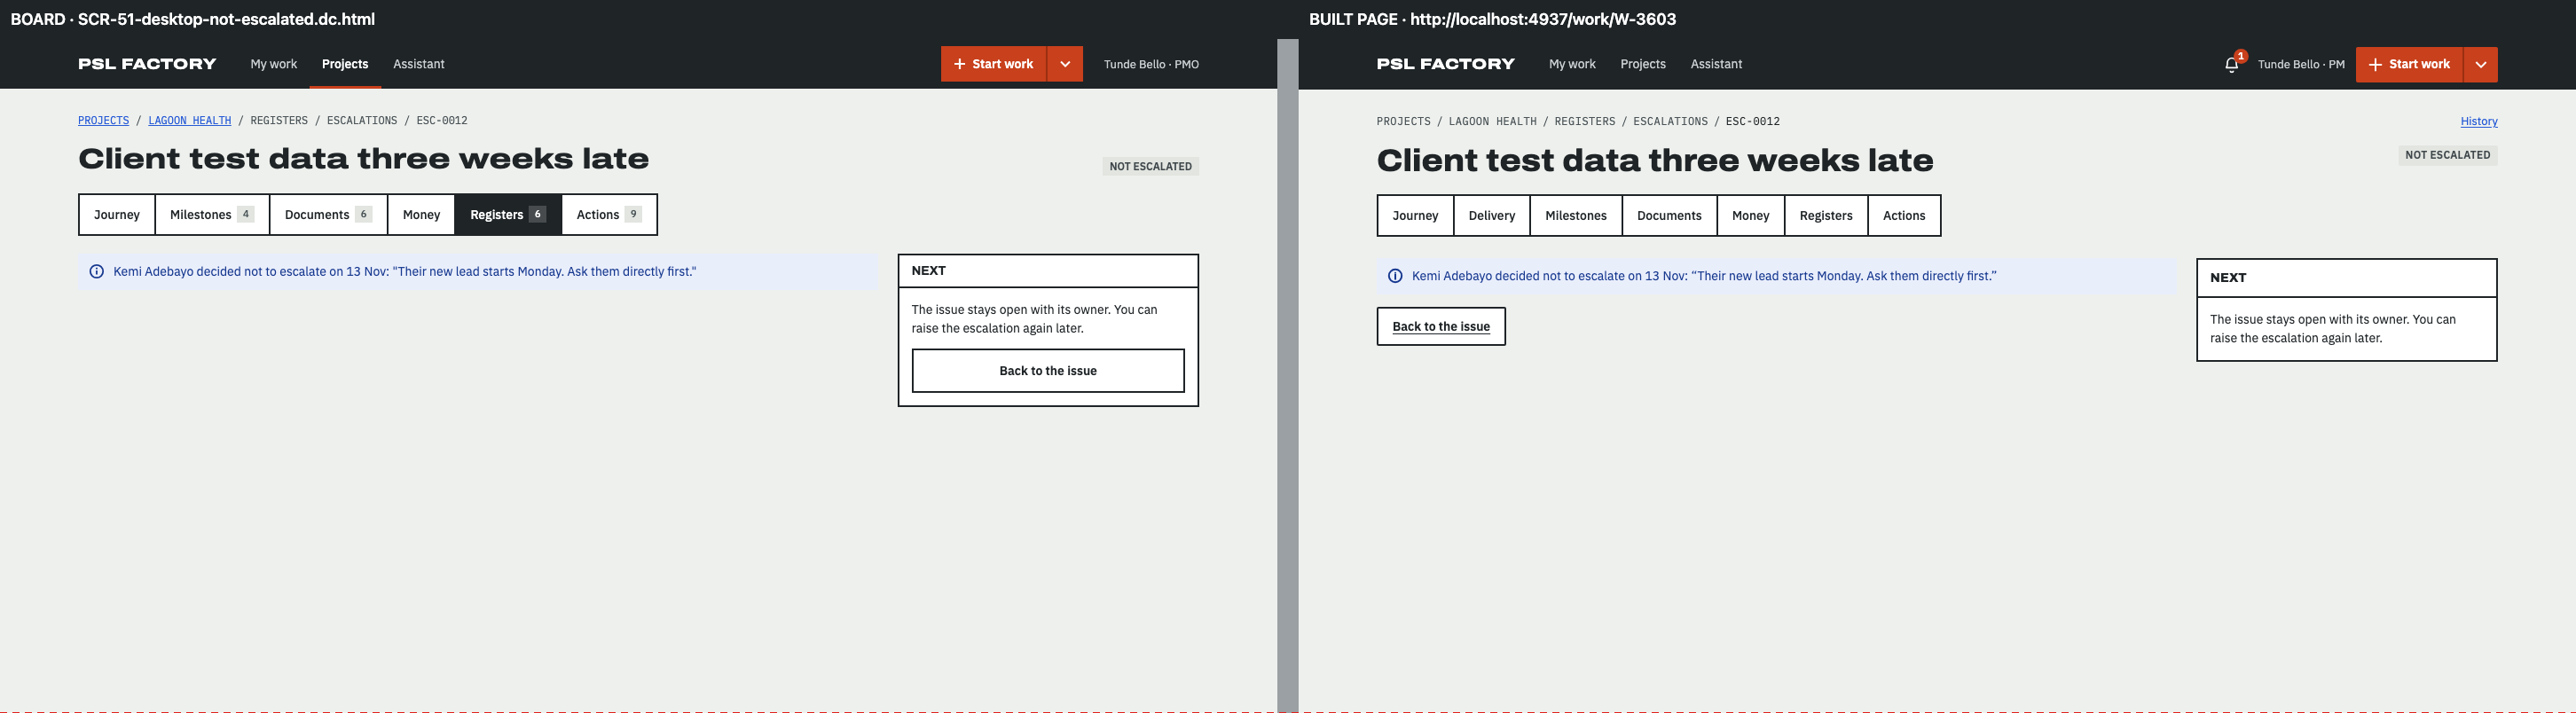 BOARD · SCR-51-desktop-not-escalated.dc.html
PSL FACTORY My work Projects Assistant + Start work Tunde Bello · PMO
PROJECTS / LAGOON HEALTH / REGISTERS / ESCALATIONS / ESC-0012
Client test data three weeks late
NOT ESCALATED
Journey Milestones 4 Documents 6 Money Registers 6 Actions 9
Kemi Adebayo decided not to escalate on 13 Nov: "Their new lead starts Monday. Ask them directly first."
NEXT
The issue stays open with its owner. You can
raise the escalation again later.
Back to the issue
BUILT PAGE · http://localhost:4937/work/W-3603
PSL FACTORY My work Projects Assistant 1 Tunde Bello · PM + Start work
PROJECTS / LAGOON HEALTH / REGISTERS / ESCALATIONS / ESC-0012 History
Client test data three weeks late
NOT ESCALATED
Journey Delivery Milestones Documents Money Registers Actions
Kemi Adebayo decided not to escalate on 13 Nov: “Their new lead starts Monday. Ask them directly first.”
Back to the issue
NEXT
The issue stays open with its owner. You can
raise the escalation again later.